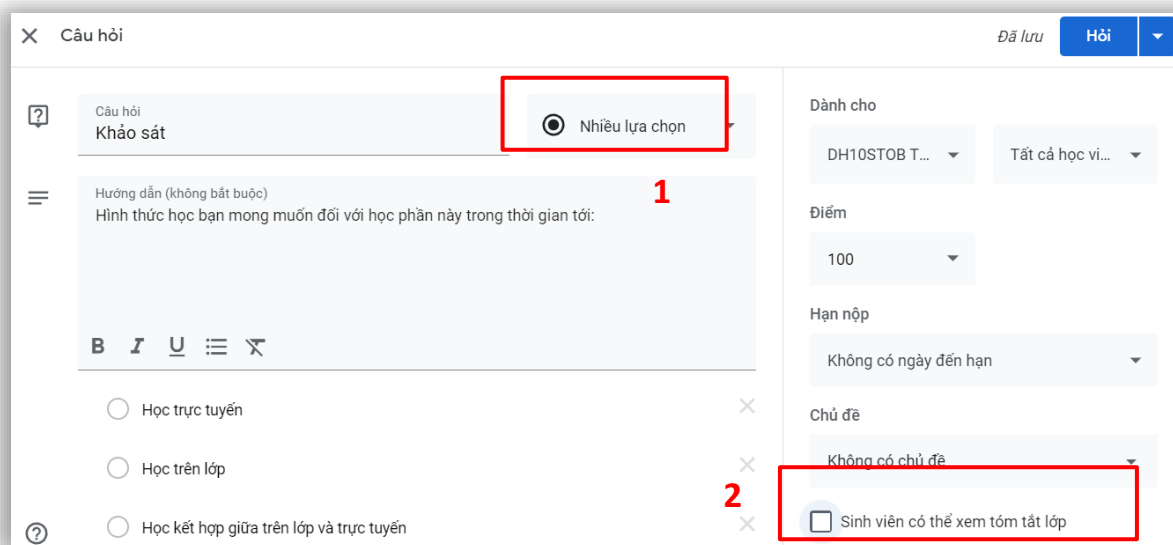 Câu hỏi
Đã lưu
Hỏi
Câu hỏi
Khảo sát
Nhiều lựa chọn
1
Hướng dẫn (không bắt buộc)
Hình thức học bạn mong muốn đối với học phần này trong thời gian tới:
B I U
Học trực tuyến
Học trên lớp
Học kết hợp giữa trên lớp và trực tuyến
Dành cho
DH10STOB T... Tất cả học vi...
Điểm
100
Hạn nộp
Không có ngày đến hạn
Chủ đề
Không có chủ đề
2
Sinh viên có thể xem tóm tắt lớp